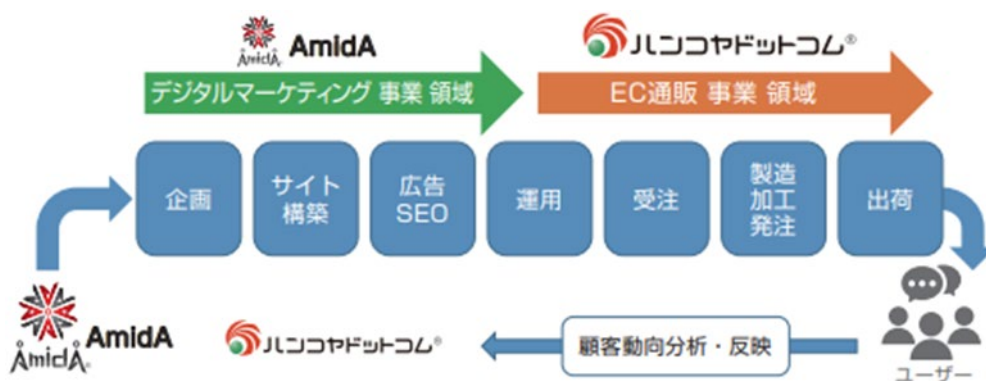 AmidA AmidA
ハンコヤドットコム®
デジタルマーケティング 事業 領域
EC通販 事業 領域
企画
サイト
構築
広告
SEO
運用
受注
製造
加工
発注
出荷
AmidA® AmidA
ハンコヤドットコム®
顧客動向分析・反映
ユーザー